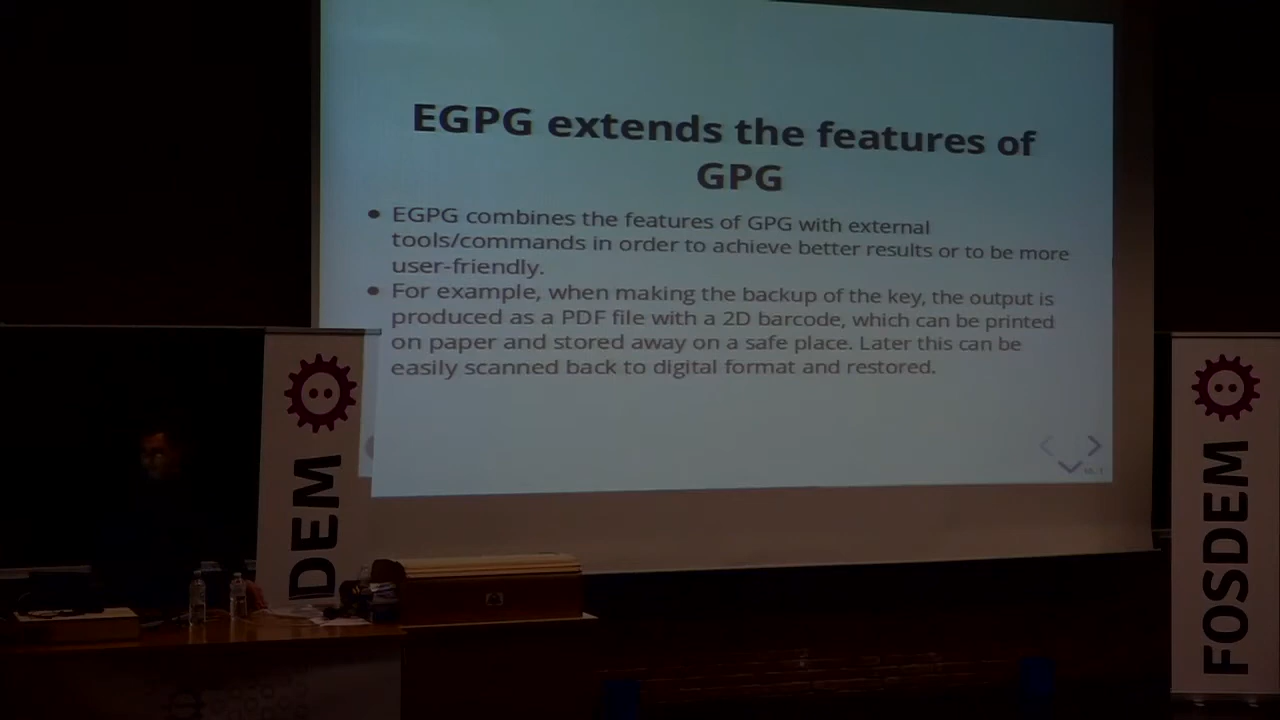 EGPG extends the features of
GPG
• EGPG combines the features of GPG with external
tools/commands in order to achieve better results or to be more
user-friendly.
• For example, when making the backup of the key, the output is
produced as a PDF file with a 2D barcode, which can be printed
on paper and stored away on a safe place. Later this can be
easily scanned back to digital format and restored.
DEM
FOSDEM